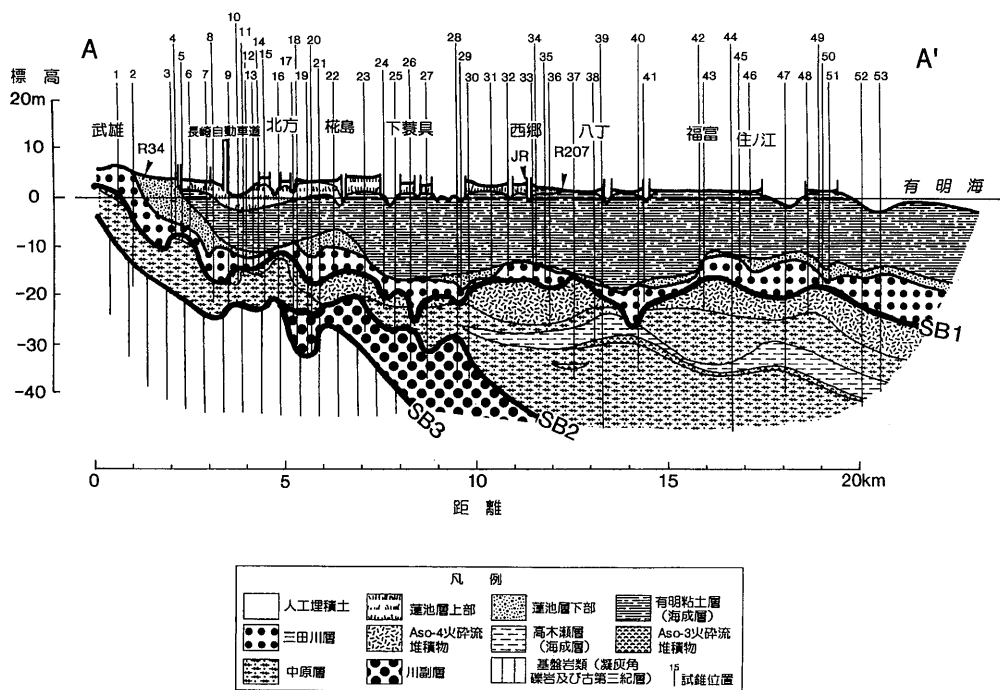 A
A'
標高
20m
10
0
-10
-20
-30
-40
1 2 3 4 5 6 7 8 9 10 11 12 13 14 15 16 17 18 19 20 21 22 23 24 25 26 27 28 29 30 31 32 33 34 35 36 37 38 39 40 41 42 43 44 45 46 47 48 49 50 51 52 53
武雄
R34
長崎自動車道
北方
椛島
下蓑具
西郷
JR
R207
八丁
福富
住ノ江
有明海
SB1
SB2
SB3
0 5 10 15 20km
距離
凡例
人工埋積土
蓮池層上部
蓮池層下部
有明粘土層
(海成層)
三田川層
Aso-4火砕流
堆積物
高木瀬層
(海成層)
Aso-3火砕流
堆積物
中原層
川副層
基盤岩類(凝灰角
礫岩及び古第三紀層)
15
試錐位置